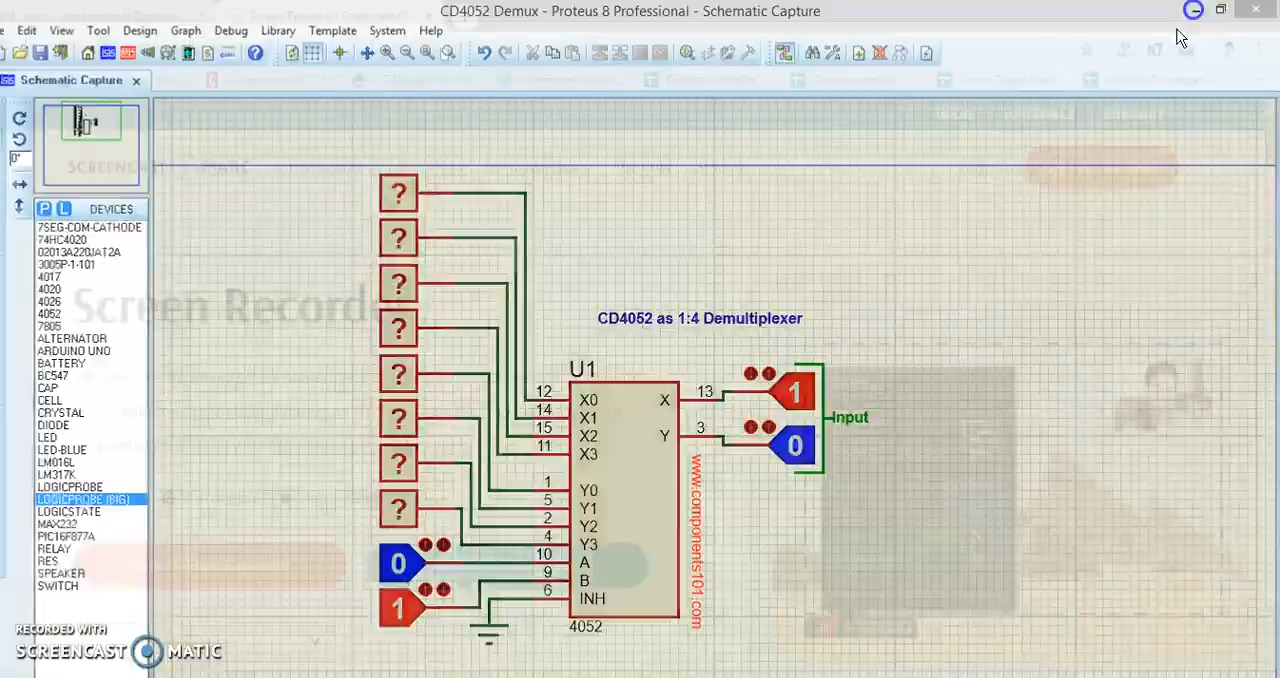 CD4052 Demux - Proteus 8 Professional - Schematic Capture
Edit View Tool Design Graph Debug Library Template System Help
Schematic Capture
0°
P L DEVICES
7SEG-COM-CATHODE
74HC4020
02013A220JAT2A
3005P-1-101
4017
4020
4026
4052
7805
ALTERNATOR
ARDUINO UNO
BATTERY
BC547
CAP
CELL
CRYSTAL
DIODE
LED
LED-BLUE
LM016L
LM317K
LOGICPROBE
LOGICPROBE (BIG)
LOGICSTATE
MAX232
PIC16F877A
RELAY
RES
SPEAKER
SWITCH
Screen Recorder
?
?
?
?
?
?
?
?
0
1
CD4052 as 1:4 Demultiplexer
U1
12 X0 X 13
14 X1
15 X2 Y 3
11 X3
1 Y0
5 Y1
2 Y2
4 Y3
10 A
9 B
6 INH
4052
1
0
Input
www.components101.com
RECORDED WITH
SCREENCAST MATIC